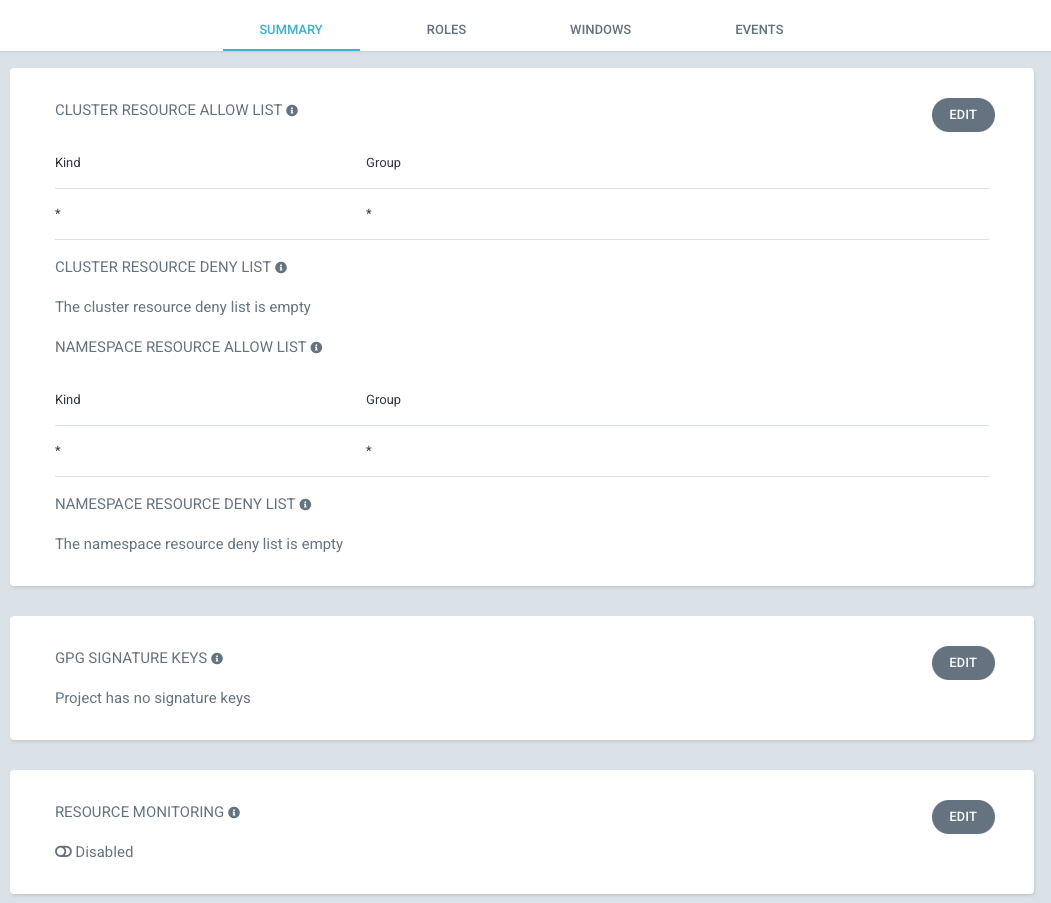 SUMMARY ROLES WINDOWS EVENTS
CLUSTER RESOURCE ALLOW LIST
EDIT
Kind Group
* *
CLUSTER RESOURCE DENY LIST
The cluster resource deny list is empty
NAMESPACE RESOURCE ALLOW LIST
Kind Group
* *
NAMESPACE RESOURCE DENY LIST
The namespace resource deny list is empty
GPG SIGNATURE KEYS
EDIT
Project has no signature keys
RESOURCE MONITORING
EDIT
Disabled